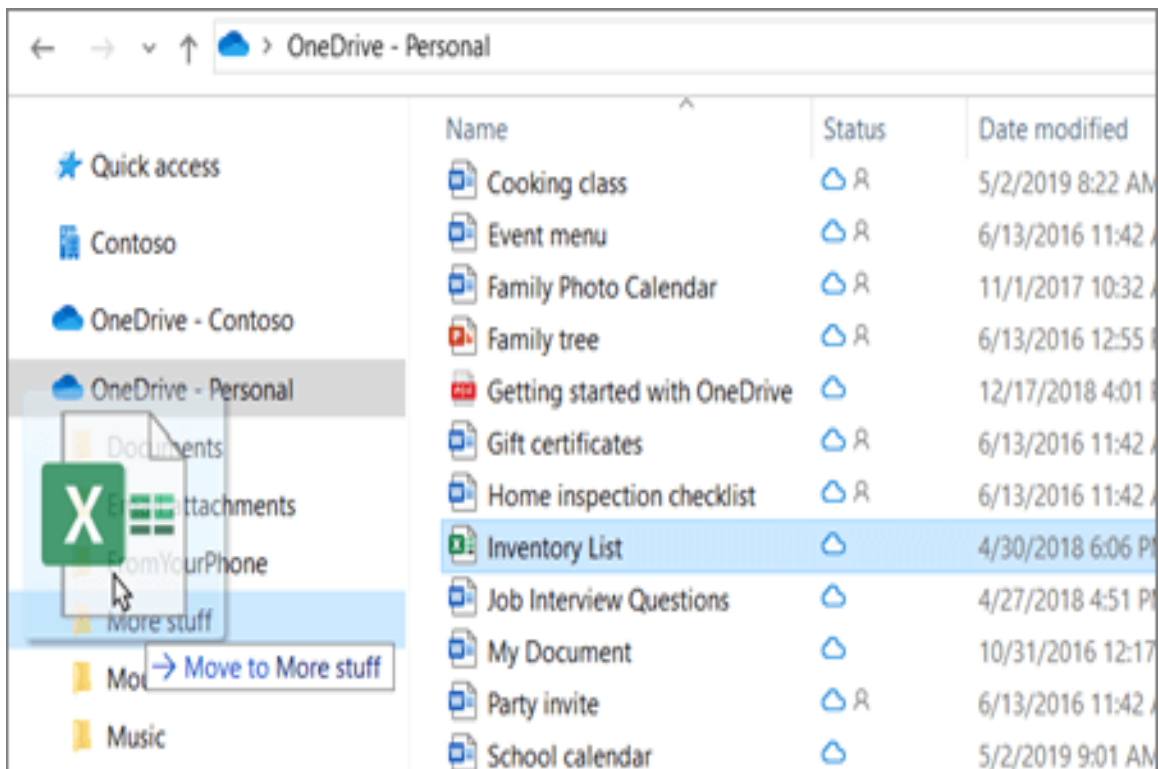 OneDrive - Personal
Name Status Date modified
Quick access
Contoso
OneDrive - Contoso
OneDrive - Personal
Documents
attachments
FromYourPhone
More stuff
Move to More stuff
Music
Cooking class 5/2/2019 8:22 AM
Event menu 6/13/2016 11:42
Family Photo Calendar 11/1/2017 10:32
Family tree 6/13/2016 12:55
Getting started with OneDrive 12/17/2018 4:01
Gift certificates 6/13/2016 11:42
Home inspection checklist 6/13/2016 11:42
Inventory List 4/30/2018 6:06 PM
Job Interview Questions 4/27/2018 4:51 PM
My Document 10/31/2016 12:17
Party invite 6/13/2016 11:42
School calendar 5/2/2019 9:01 AM
X